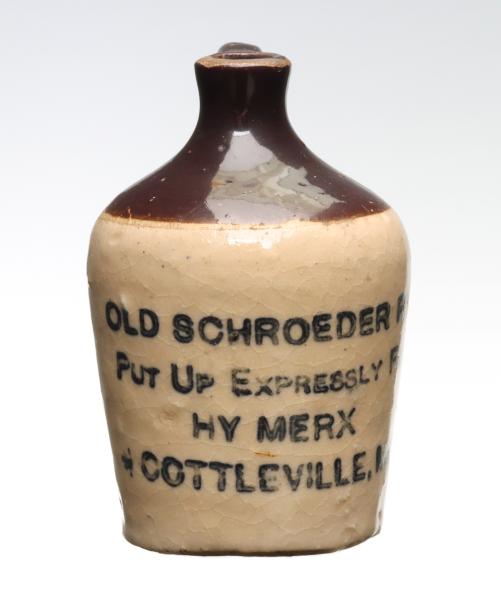 OLD SCHROEDER
PUT UP EXPRESSLY
HY MERX
COTTLEVILLE,